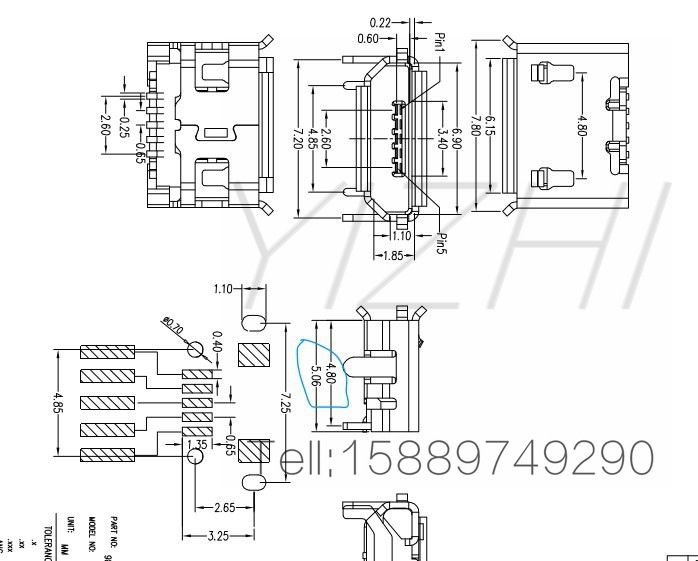 0.22
0.60
Pin1
2.60
0.25
0.65
7.20
4.85
2.60
3.40
6.90
7.80
6.15
4.80
1.10
1.85
Pin5
YIZHI
1.10
ø0.70
0.40
4.85
7.25
5.06
4.80
1.35
0.65
ell:15889749290
2.65
3.25
PART NO:
MODEL NO:
UNIT: MM
TOLERANC
.X
.XX
.XXX